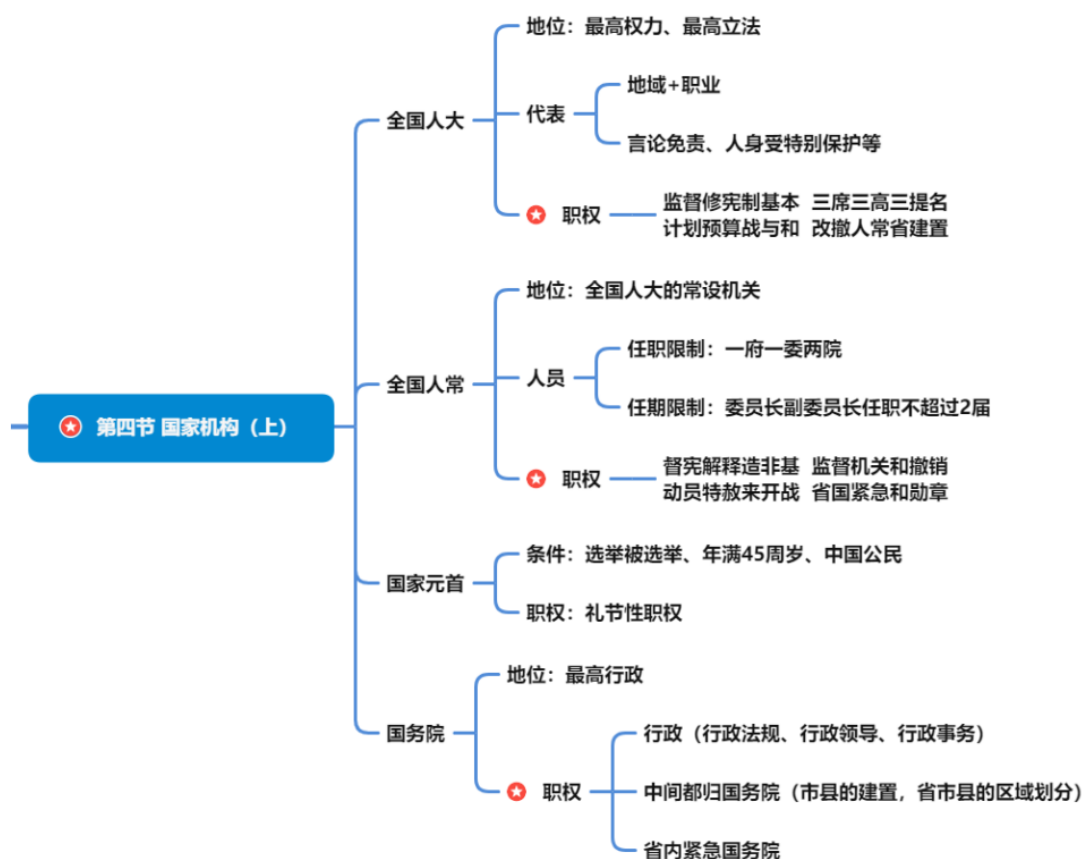 第四节 国家机构（上）
全国人大
地位：最高权力、最高立法
代表
地域+职业
言论免责、人身受特别保护等
职权
监督修宪制基本 三席三高三提名
计划预算战与和 改撤人常省建置
全国人常
地位：全国人大的常设机关
人员
任职限制：一府一委两院
任期限制：委员长副委员长任职不超过2届
职权
督宪解释造非基 监督机关和撤销
动员特赦来开战 省国紧急和勋章
国家元首
条件：选举被选举、年满45周岁、中国公民
职权：礼节性职权
国务院
地位：最高行政
职权
行政（行政法规、行政领导、行政事务）
中间都归国务院（市县的建置，省市县的区域划分）
省内紧急国务院